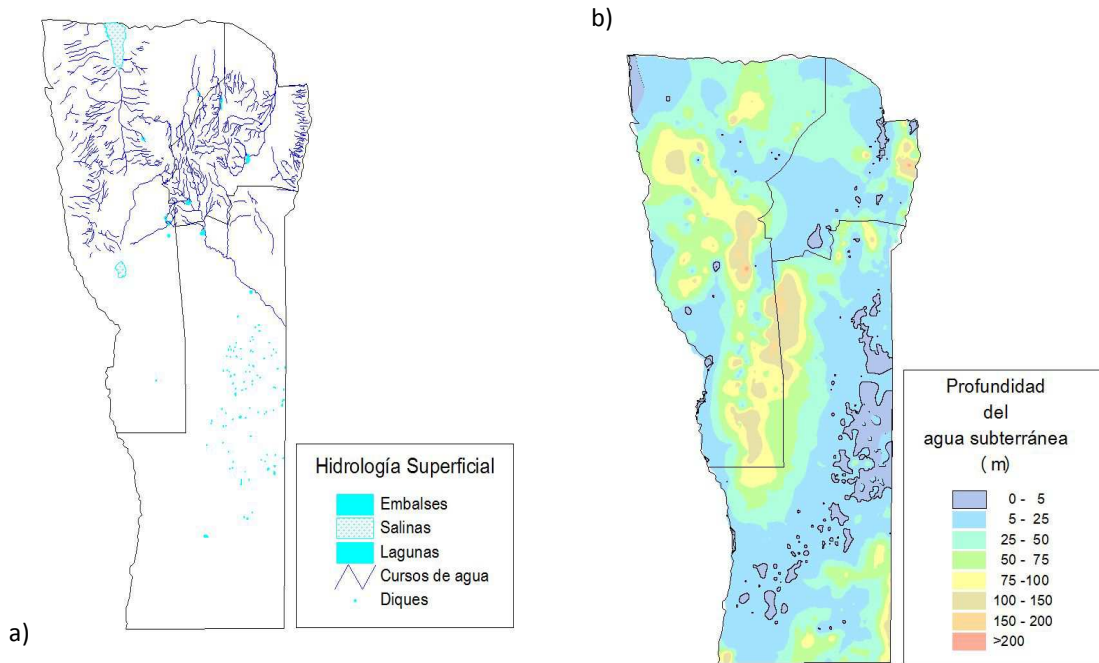 a)
Hidrología Superficial
Embalses
Salinas
Lagunas
Cursos de agua
Diques
b)
Profundidad
del
agua subterránea
( m)
0 - 5
5 - 25
25 - 50
50 - 75
75 -100
100 - 150
150 - 200
>200